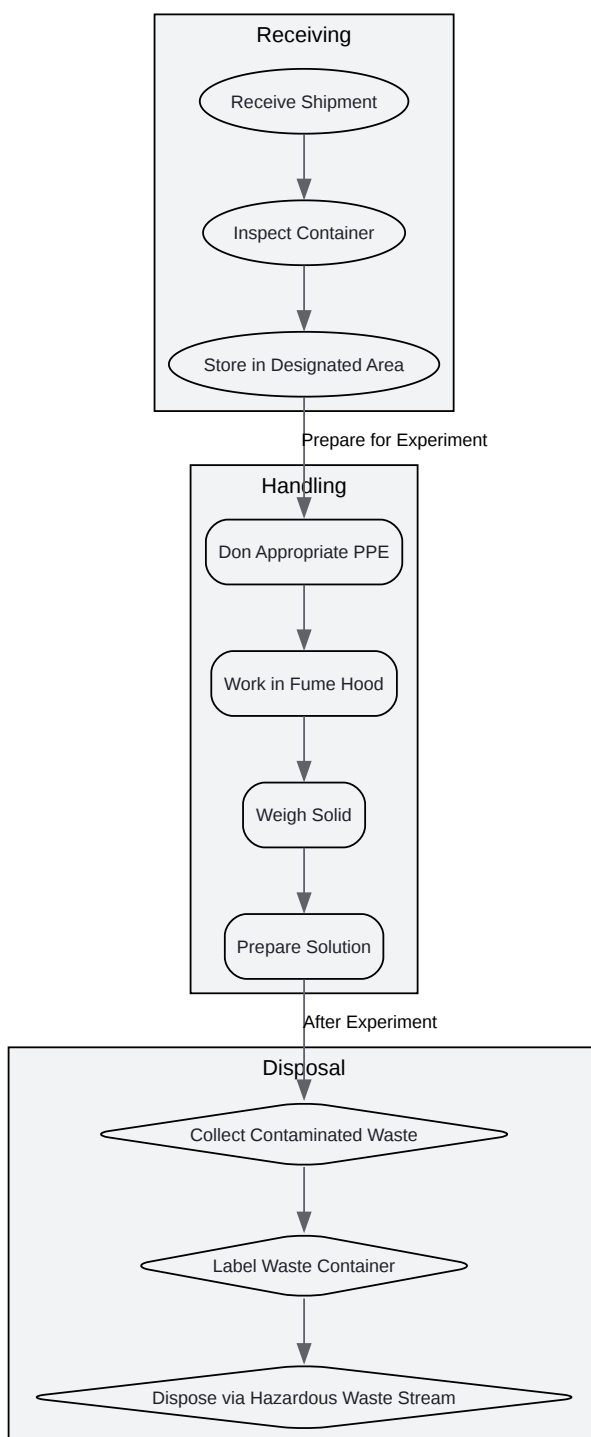 Receiving
Receive Shipment
Inspect Container
Store in Designated Area
Prepare for Experiment
Handling
Don Appropriate PPE
Work in Fume Hood
Weigh Solid
Prepare Solution
After Experiment
Disposal
Collect Contaminated Waste
Label Waste Container
Dispose via Hazardous Waste Stream